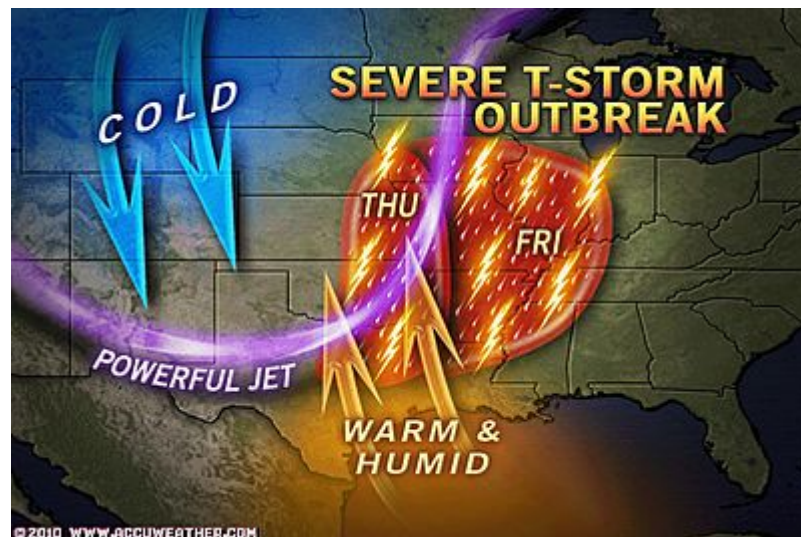 SEVERE T-STORM
OUTBREAK
COLD
THU
FRI
POWERFUL JET
WARM &
HUMID
©2010 WWW.ACCUWEATHER.COM